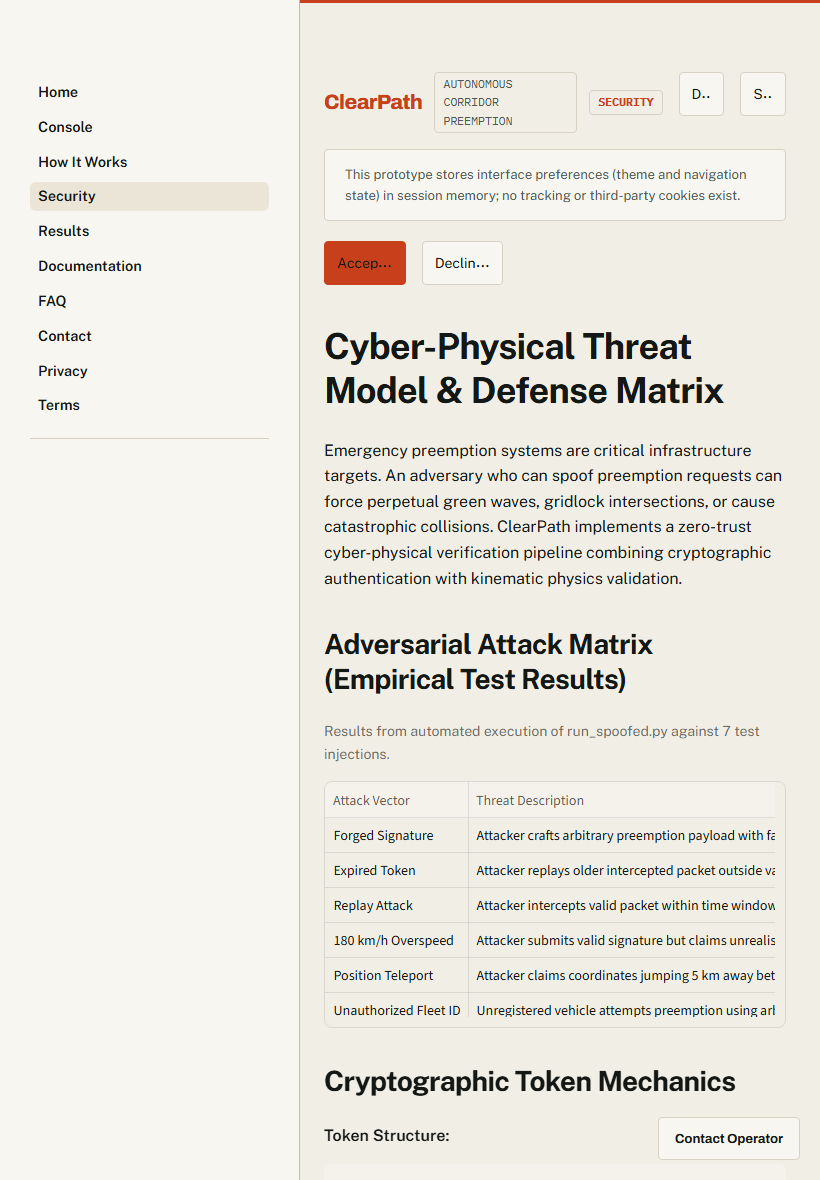 Home
Console
How It Works
Security
Results
Documentation
FAQ
Contact
Privacy
Terms
ClearPath
AUTONOMOUS
CORRIDOR
PREEMPTION
SECURITY
D..
S..
This prototype stores interface preferences (theme and navigation
state) in session memory; no tracking or third-party cookies exist.
Accep...
Declin...
Cyber-Physical Threat
Model & Defense Matrix
Emergency preemption systems are critical infrastructure
targets. An adversary who can spoof preemption requests can
force perpetual green waves, gridlock intersections, or cause
catastrophic collisions. ClearPath implements a zero-trust
cyber-physical verification pipeline combining cryptographic
authentication with kinematic physics validation.
Adversarial Attack Matrix
(Empirical Test Results)
Results from automated execution of run_spoofed.py against 7 test
injections.
Attack Vector Threat Description
Forged Signature Attacker crafts arbitrary preemption payload with fa
Expired Token Attacker replays older intercepted packet outside va
Replay Attack Attacker intercepts valid packet within time window
180 km/h Overspeed Attacker submits valid signature but claims unrealis
Position Teleport Attacker claims coordinates jumping 5 km away bet
Unauthorized Fleet ID Unregistered vehicle attempts preemption using
Cryptographic Token Mechanics
Token Structure:
Contact Operator